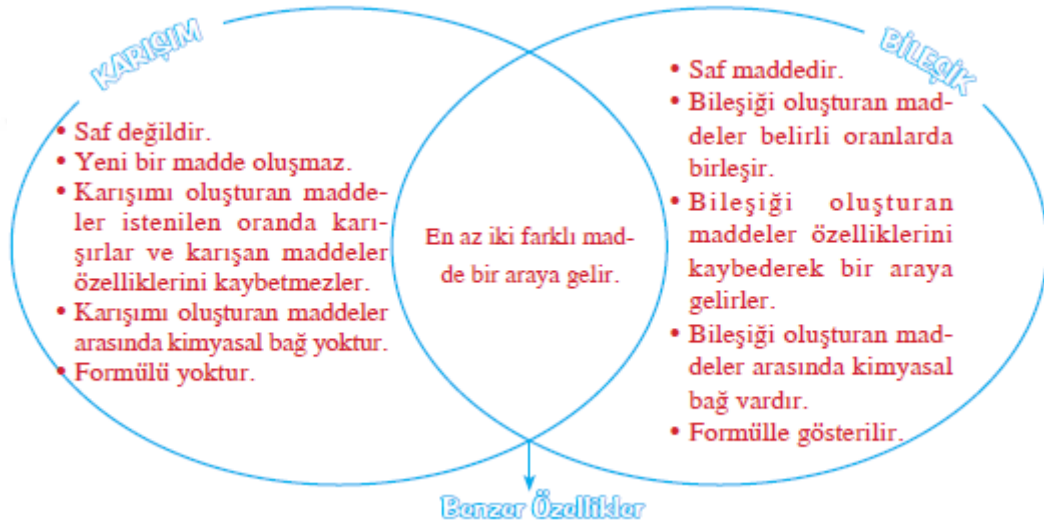 KARIŞIM
• Saf değildir.
• Yeni bir madde oluşmaz.
• Karışımı oluşturan madde-
ler istenilen oranda karı-
şırlar ve karışan maddeler
özelliklerini kaybetmezler.
• Karışımı oluşturan maddeler
arasında kimyasal bağ yoktur.
• Formülü yoktur.
En az iki farklı mad-
de bir araya gelir.
BİLEŞİK
• Saf maddedir.
• Bileşiği oluşturan mad-
deler belirli oranlarda
birleşir.
• Bileşiği oluşturan
maddeler özelliklerini
kaybederek bir araya
gelirler.
• Bileşiği oluşturan mad-
deler arasında kimyasal
bağ vardır.
• Formülle gösterilir.
Benzer Özellikler